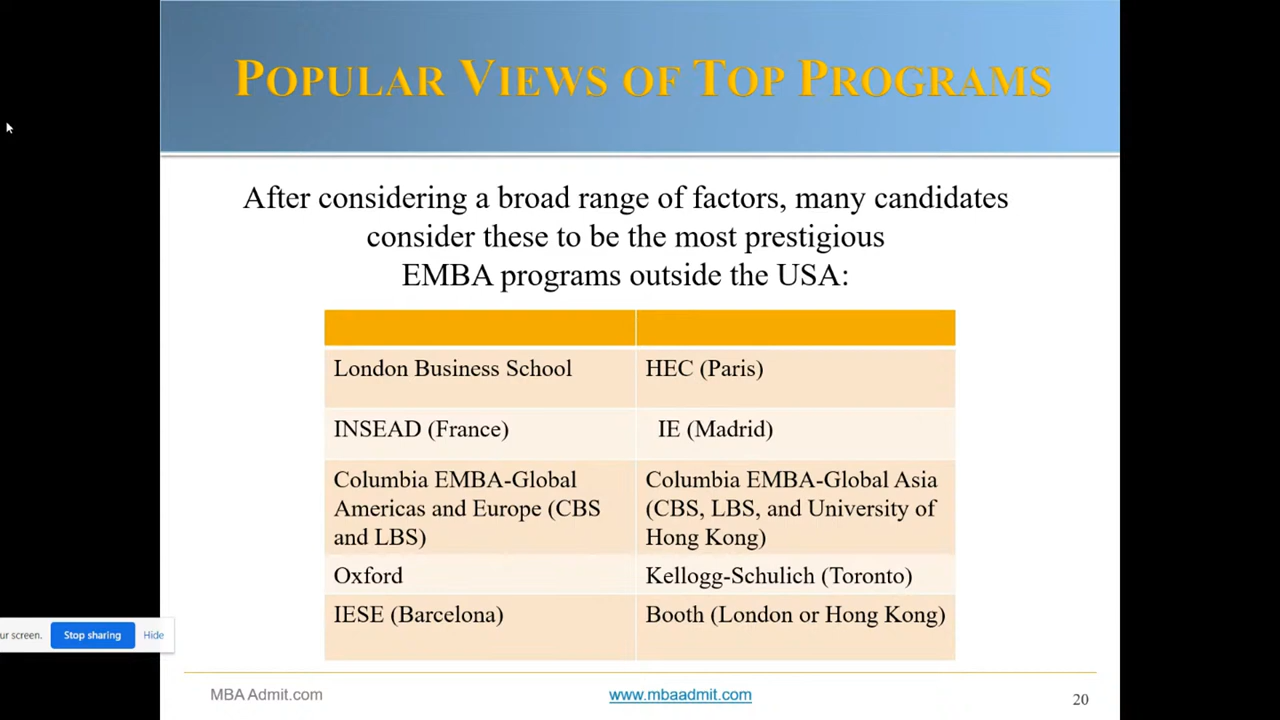 POPULAR VIEWS OF TOP PROGRAMS
After considering a broad range of factors, many candidates
consider these to be the most prestigious
EMBA programs outside the USA:
London Business School
HEC (Paris)
INSEAD (France)
IE (Madrid)
Columbia EMBA-Global
Americas and Europe (CBS
and LBS)
Columbia EMBA-Global Asia
(CBS, LBS, and University of
Hong Kong)
Oxford
Kellogg-Schulich (Toronto)
IESE (Barcelona)
Booth (London or Hong Kong)
ur screen.
Stop sharing
Hide
MBA Admit.com
www.mbaadmit.com
20